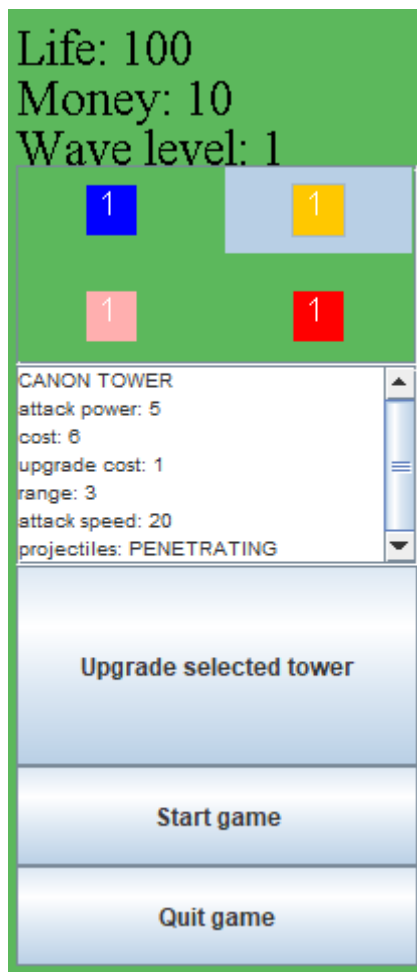 Life: 100
Money: 10
Wave level: 1
1 1
1 1
CANON TOWER
attack power: 5
cost: 6
upgrade cost: 1
range: 3
attack speed: 20
projectiles: PENETRATING
Upgrade selected tower
Start game
Quit game